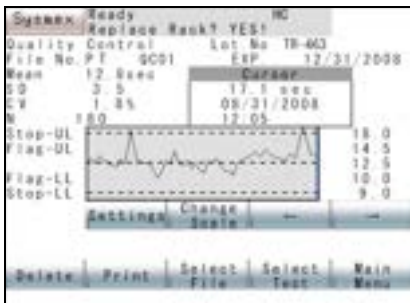 Sysmex Ready HC
Replace Rack? YES!
Quality Control Lot No TR-463
File No. PT QC01 EXP 12/31/2008
Mean 12.8sec Cursor
SD 3.5 17.1 sec
CV 1.8% 08/31/2008
N 180 12:05
Stop-UL 18.0
Flag-UL 14.5
12.5
Flag-LL 10.0
Stop-LL 9.0
Settings Change Scale ← →
Delete Print Select File Select Test Main Menu